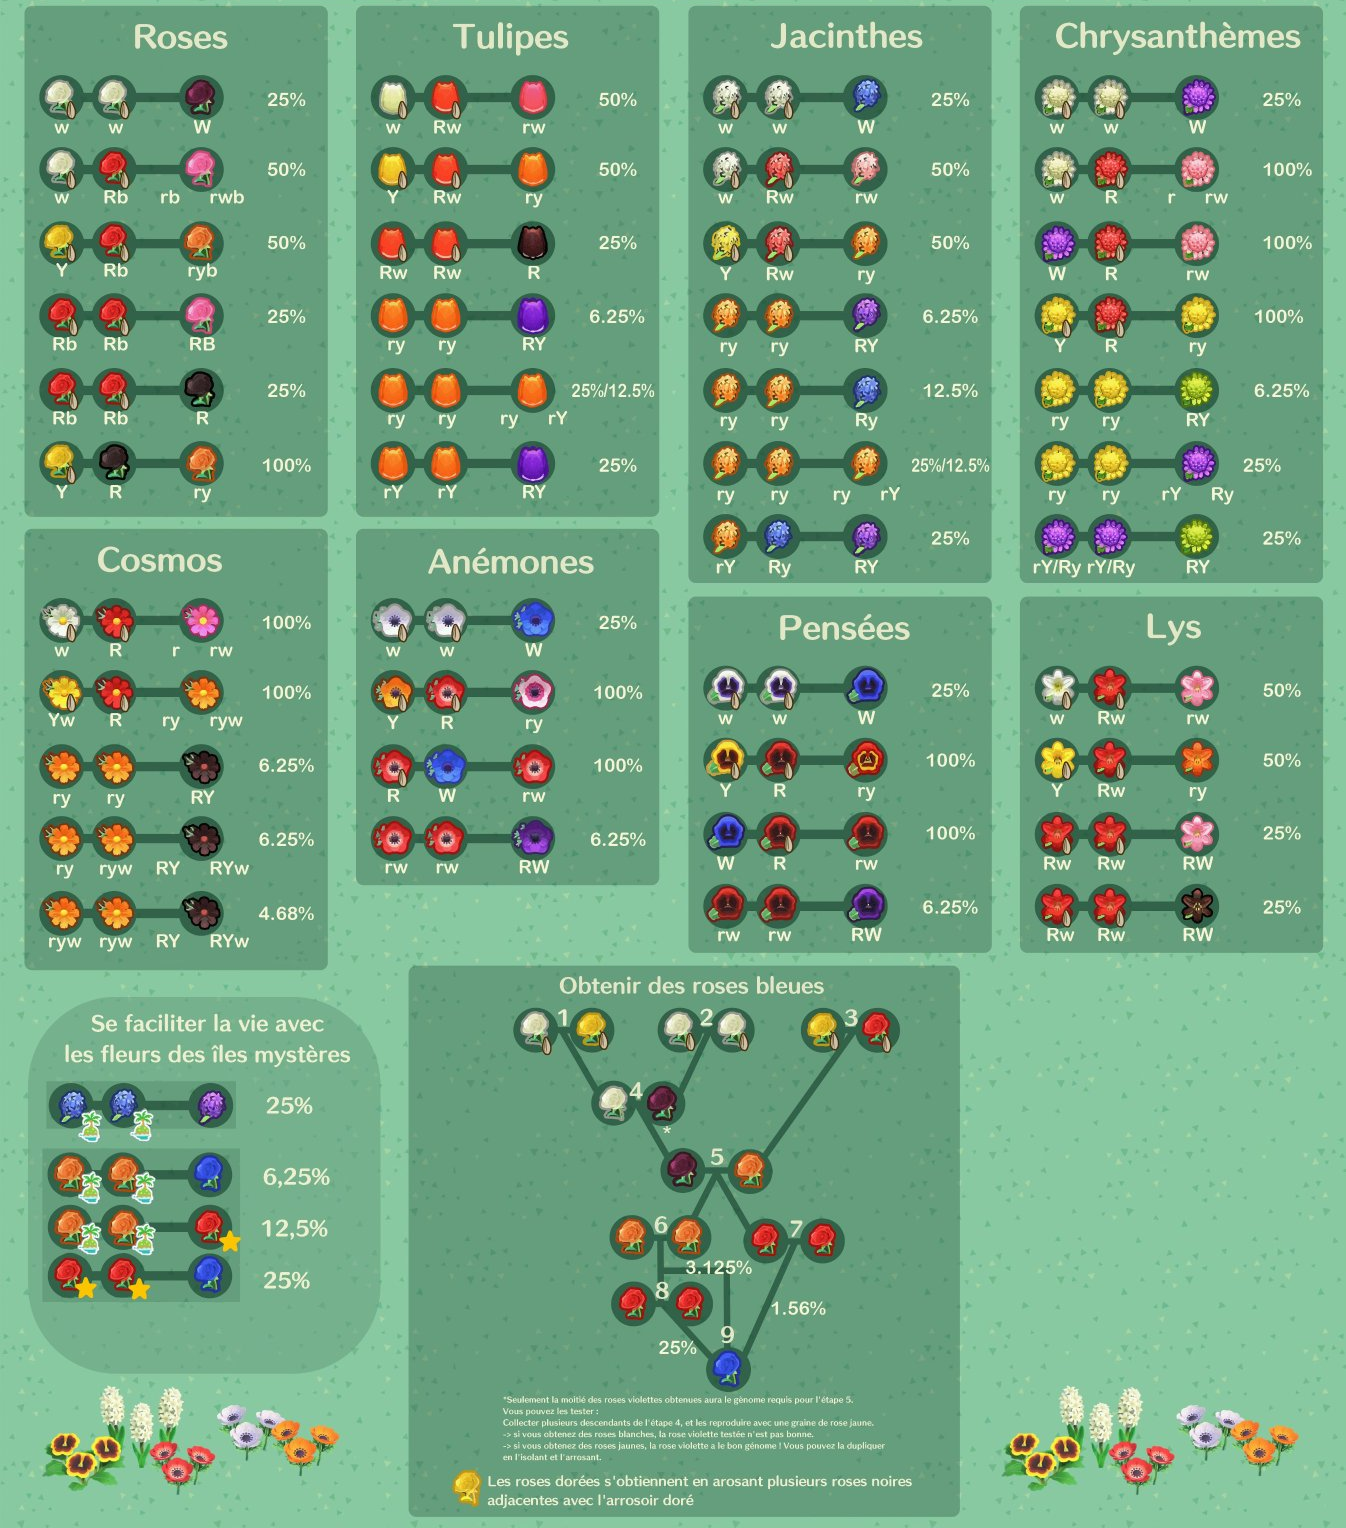 Roses
25%
w w W
50%
w Rb rb rwb
50%
Y Rb ryb
25%
Rb Rb RB
25%
Rb Rb R
100%
Y R ry
Tulipes
50%
w Rw rw
50%
Y Rw ry
25%
Rw Rw R
6.25%
ry ry RY
25%/12.5%
ry ry ry rY
25%
rY rY RY
Jacinthes
25%
w w W
50%
w Rw rw
50%
Y Rw ry
6.25%
ry ry RY
12.5%
ry ry Ry
25%/12.5%
ry ry ry rY
25%
rY Ry RY
Chrysanthèmes
25%
w w W
100%
w R r rw
100%
W R rw
100%
Y R ry
6.25%
ry ry RY
25%
ry ry rY Ry
25%
rY/Ry rY/Ry RY
Cosmos
100%
w R r rw
100%
Yw R ry ryw
6.25%
ry ry RY
6.25%
ry ryw RY RYw
4.68%
ryw ryw RY RYw
Anémones
25%
w w W
100%
Y R ry
100%
R W rw
6.25%
rw rw RW
Pensées
25%
w w W
100%
Y R ry
100%
W R rw
6.25%
rw rw RW
Lys
50%
w Rw rw
50%
Y Rw ry
25%
Rw Rw RW
25%
Rw Rw RW
Se faciliter la vie avec
les fleurs des îles mystères
25%
6,25%
12,5%
25%
Obtenir des roses bleues
1 2 3
4
*
5
6 7
3.125%
8
1.56%
9
25%
*Seulement la moitié des roses violettes obtenues aura le génome requis pour l'étape 5.
Vous pouvez les tester :
Collecter plusieurs descendants de l'étape 4, et les reproduire avec une graine de rose jaune.
-> si vous obtenez des roses blanches, la rose violette testée n'est pas bonne.
-> si vous obtenez des roses jaunes, la rose violette a le bon génome ! Vous pouvez la dupliquer
en l'isolant et l'arrosant.
Les roses dorées s'obtiennent en arosant plusieurs roses noires
adjacentes avec l'arrosoir doré